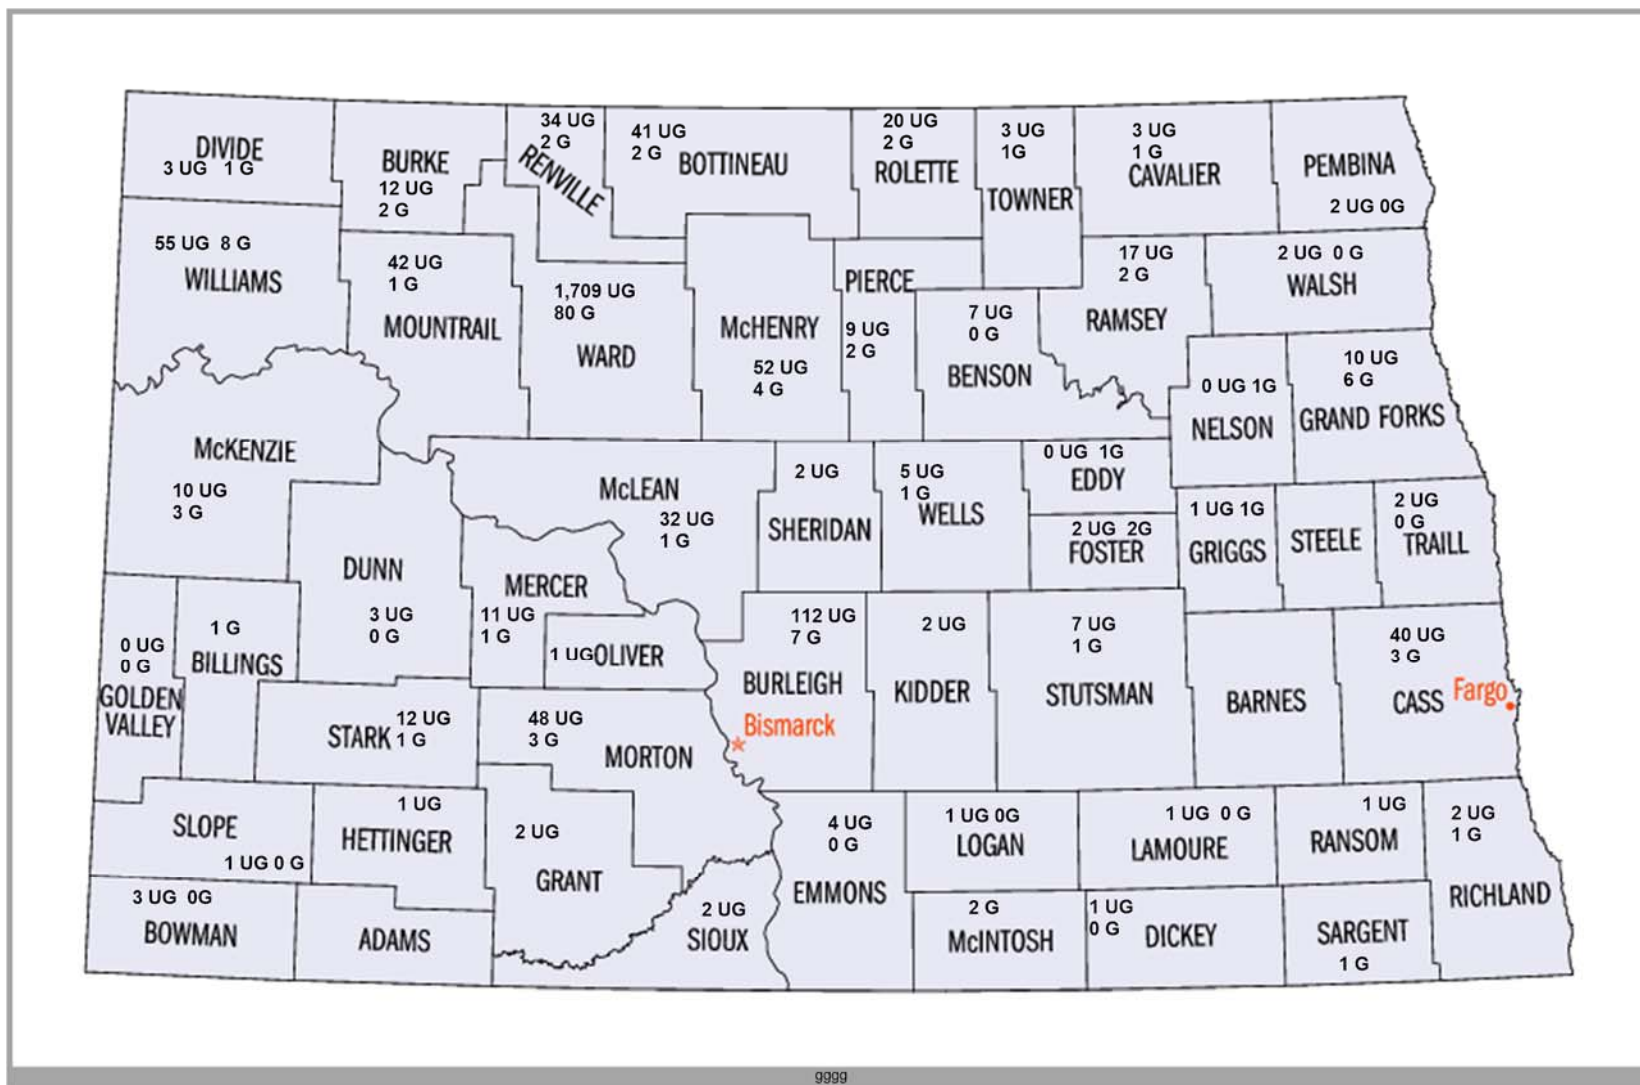 DIVIDE
3 UG 1 G
BURKE
12 UG
2 G
34 UG
2 G
RENVILLE
41 UG
2 G
BOTTINEAU
20 UG
2 G
ROLETTE
3 UG
1G
TOWNER
3 UG
1 G
CAVALIER
PEMBINA
2 UG 0G
55 UG 8 G
WILLIAMS
42 UG
1 G
MOUNTRAIL
1,709 UG
80 G
WARD
McHENRY
52 UG
4 G
PIERCE
9 UG
2 G
7 UG
0 G
BENSON
17 UG
2 G
RAMSEY
2 UG 0 G
WALSH
0 UG 1G
NELSON
10 UG
6 G
GRAND FORKS
McKENZIE
10 UG
3 G
DUNN
3 UG
0 G
McLEAN
32 UG
1 G
MERCER
11 UG
1 G
1 UG OLIVER
2 UG
SHERIDAN
5 UG
1 G
WELLS
0 UG 1G
EDDY
2 UG 2G
FOSTER
1 UG 1G
GRIGGS
STEELE
2 UG
0 G
TRAILL
0 UG
0 G
GOLDEN
VALLEY
1 G
BILLINGS
STARK
12 UG
1 G
48 UG
3 G
MORTON
112 UG
7 G
BURLEIGH
Bismarck
2 UG
KIDDER
7 UG
1 G
STUTSMAN
BARNES
40 UG
3 G
CASS
Fargo
SLOPE
1 UG 0 G
1 UG
HETTINGER
2 UG
GRANT
4 UG
0 G
EMMONS
1 UG 0G
LOGAN
1 UG 0 G
LAMOURE
1 UG
RANSOM
2 UG
1 G
RICHLAND
3 UG 0G
BOWMAN
ADAMS
2 UG
SIOUX
2 G
McINTOSH
1 UG
0 G
DICKEY
SARGENT
1 G
gggg